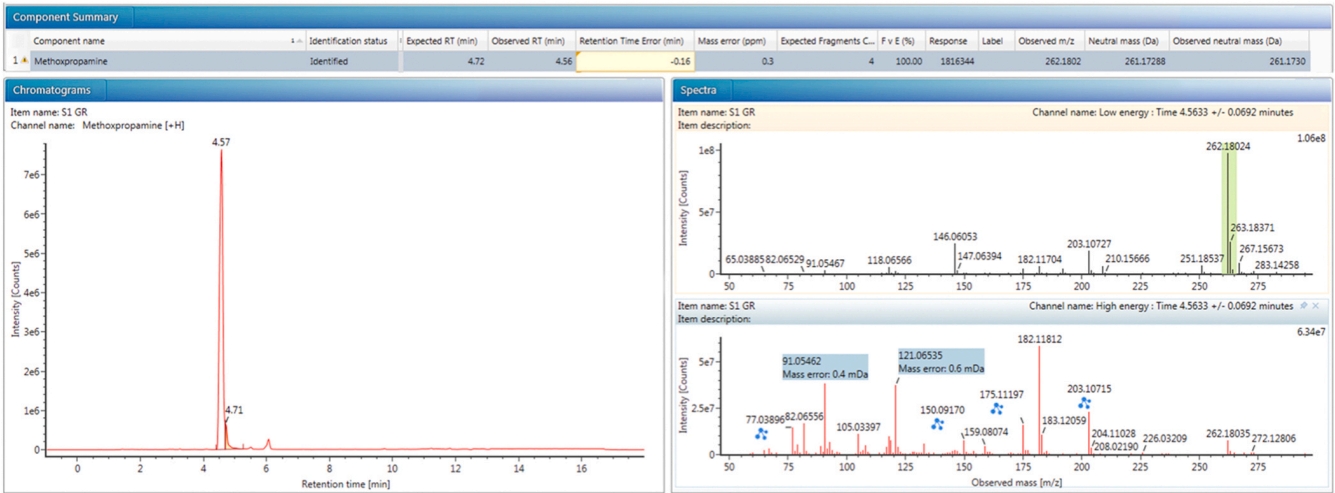 Component Summary
Component name Identification status Expected RT (min) Observed RT (min) Retention Time Error (min) Mass error (ppm) Expected Fragments C... F v E (%) Response Label Observed m/z Neutral mass (Da) Observed neutral mass (Da)
1 Methoxpropamine Identified 4.72 4.56 -0.16 0.3 4 100.00 1816344 262.1802 261.17288 261.1730
Chromatograms
Item name: S1 GR
Channel name: Methoxpropamine [+H]
4.57
7e6
6e6
5e6
4e6
3e6
2e6
1e6
0
4.71
0 2 4 6 8 10 12 14 16
Intensity [Counts]
Retention time [min]
Spectra
Item name: S1 GR Channel name: Low energy : Time 4.5633 +/- 0.0692 minutes
Item description:
1.06e8
1e8
5e7
0
Intensity [Counts]
262.18024
263.18371
146.06053
203.10727
267.15673
65.03885 82.06529 91.05467 118.06566 147.06394 182.11704 210.15666 251.18537 283.14258
50 75 100 125 150 175 200 225 250 275
Item name: S1 GR Channel name: High energy : Time 4.5633 +/- 0.0692 minutes
Item description:
6.34e7
5e7
2.5e7
0
Intensity [Counts]
182.11812
91.05462
Mass error: 0.4 mDa
121.06535
Mass error: 0.6 mDa
175.11197
203.10715
77.03896 82.06556
150.09170
105.03397
159.08074
183.12059
204.11028
208.02190
226.03209
262.18035
272.12806
50 75 100 125 150 175 200 225 250 275
Observed mass [m/z]